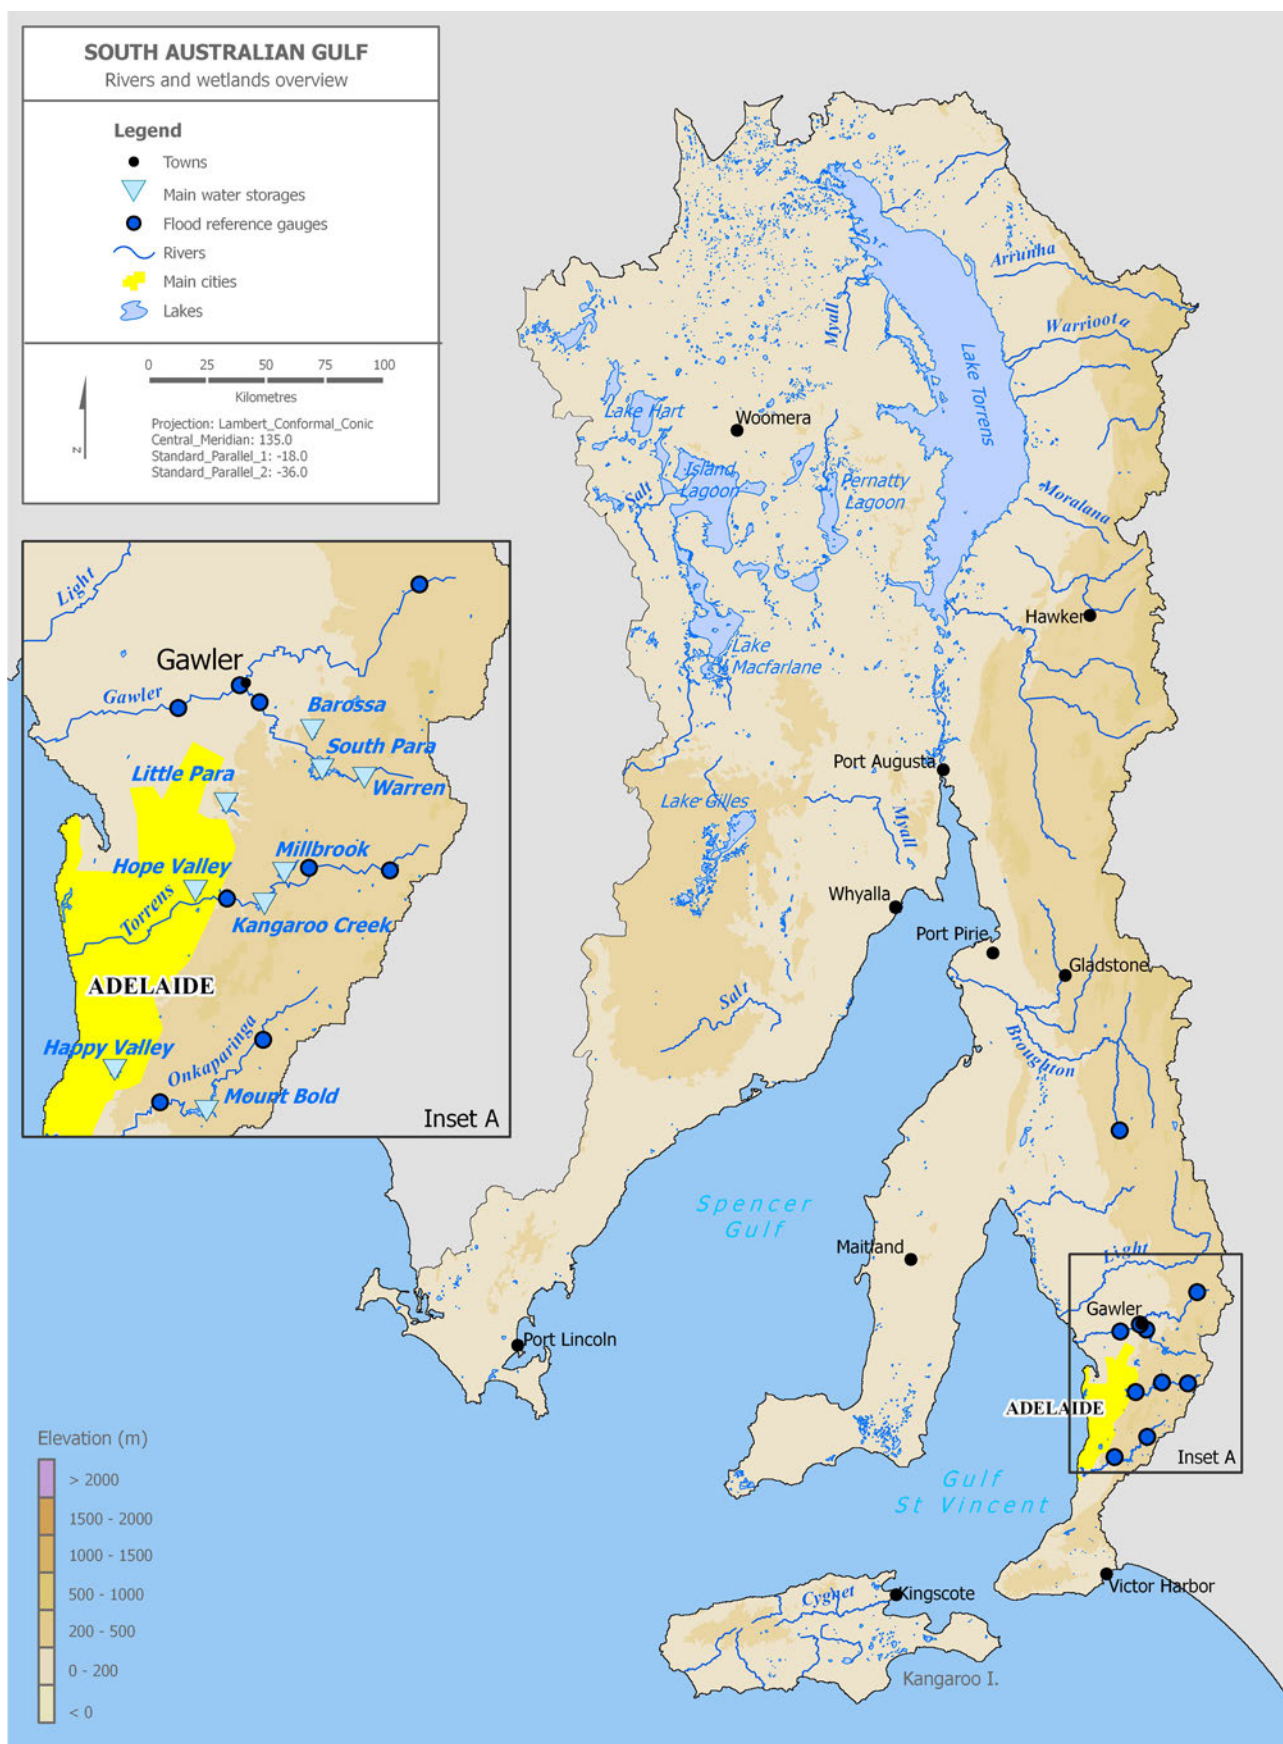 SOUTH AUSTRALIAN GULF
Rivers and wetlands overview
Legend
Towns
Main water storages
Flood reference gauges
Rivers
Main cities
Lakes
0 25 50 100
Kilometres
N
Projection: Lambert_Conformal_Conic
Central_Meridian: 135.0
Standard_Parallel_1: -18.0
Standard_Parallel_2: -36.0
Light
Gawler
Gawler
Barossa
South Para
Little Para
Warren
Millbrook
Hope Valley
Torrens
Kangaroo Creek
ADELAIDE
Onkaparinga
Happy Valley
Mount Bold
Inset A
Arrunha
Myall
Warrioota
Lake Torrens
Lake Hart
Woomera
Island
Lagoon
Salt
Pernatty
Lagoon
Moralana
Hawker
Lake
Macfarlane
Port Augusta
Lake Gilles
Myall
Whyalla
Port Pirie
Gladstone
Salt
Broughton
Spencer
Gulf
Maitland
Light
Gawler
Port Lincoln
ADELAIDE
Inset A
Gulf
St Vincent
Victor Harbor
Cygnet
Kingscote
Kangaroo I.
Elevation (m)
> 2000
1500 - 2000
1000 - 1500
500 - 1000
200 - 500
0 - 200
< 0